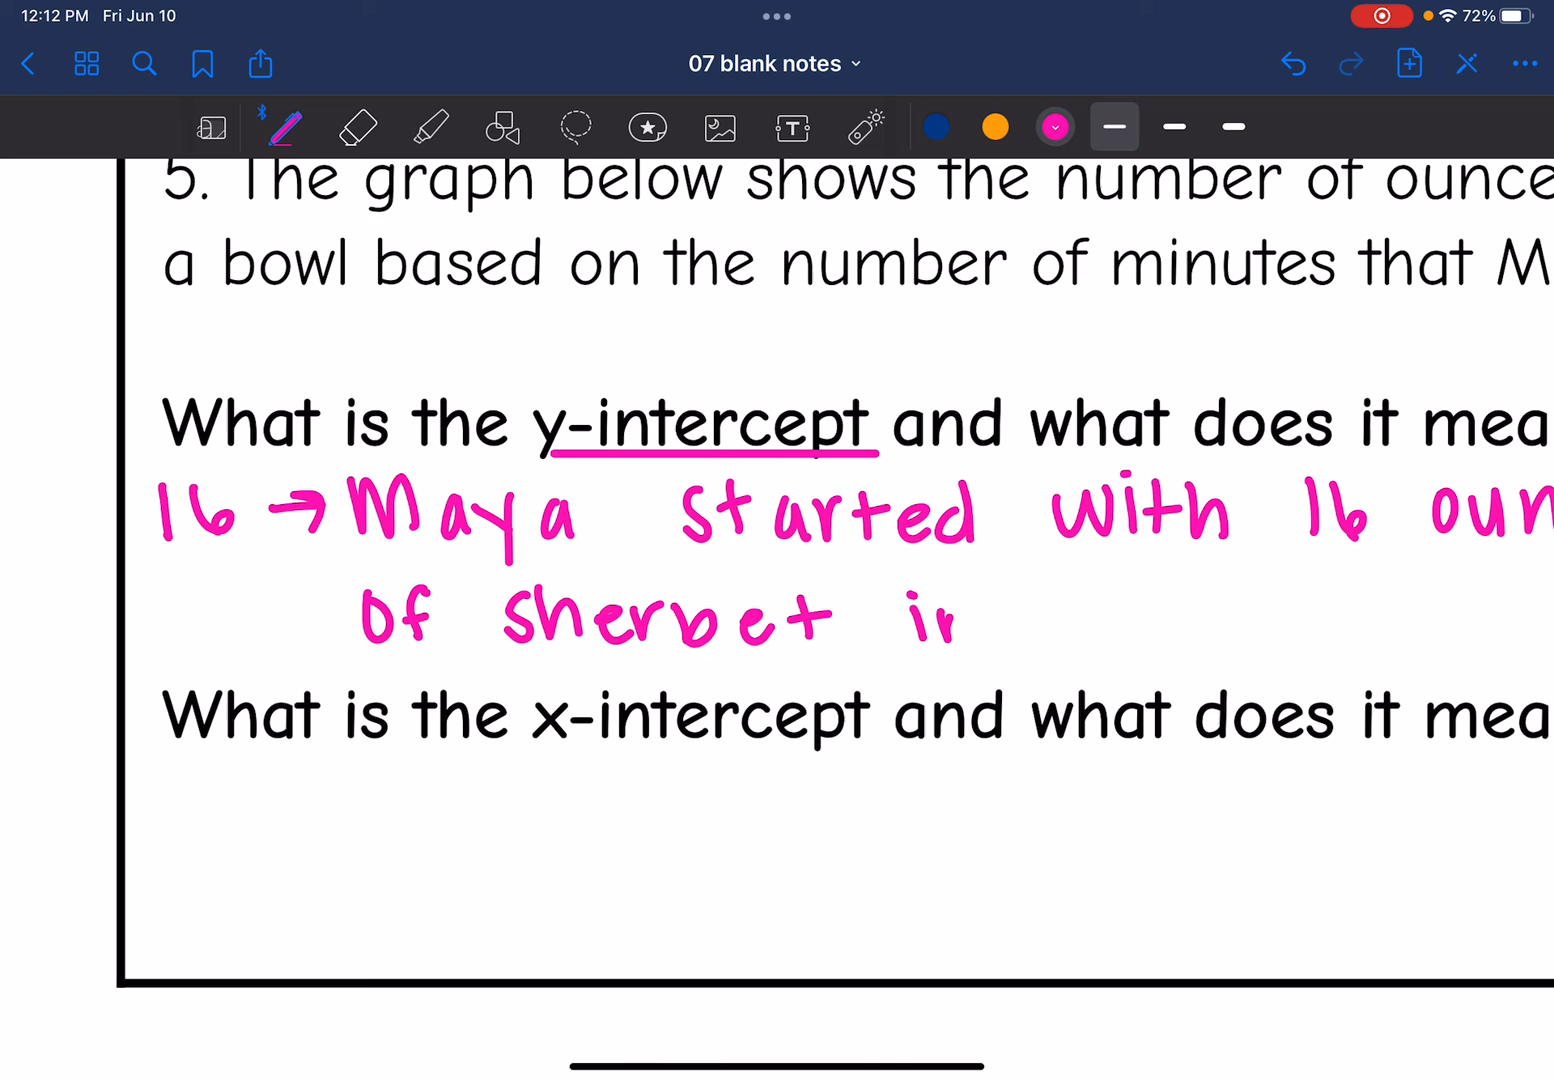 12:12 PM Fri Jun 10
72%
07 blank notes
T
5. The graph below shows the number of ounce
a bowl based on the number of minutes that M
What is the y-intercept and what does it mea
16 → Maya started with 16 oun
of sherbet in
What is the x-intercept and what does it mea